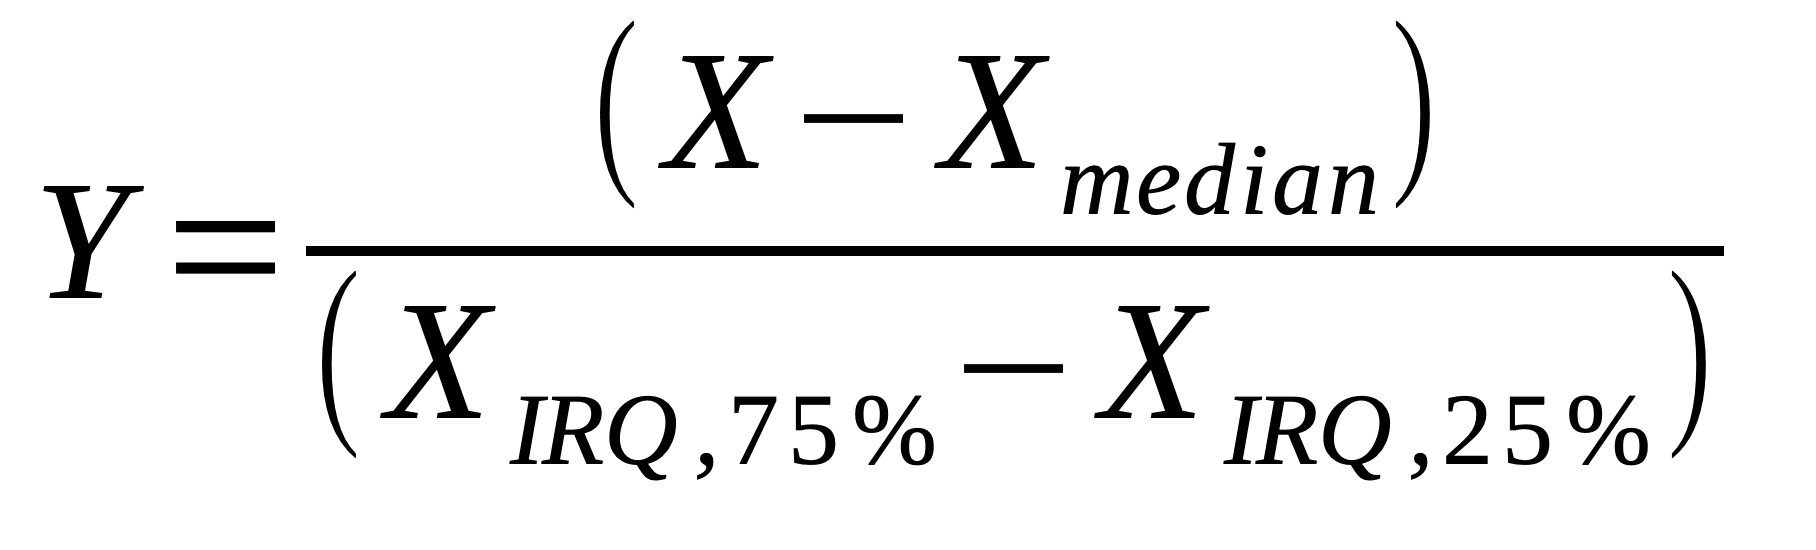 Y = (X − X_median) / (X_IRQ,75% − X_IRQ,25%)